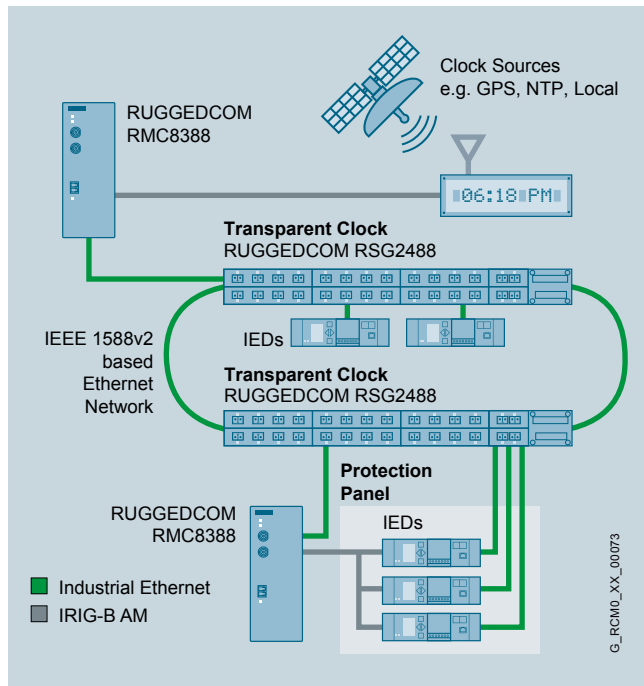 Clock Sources
e.g. GPS, NTP, Local
RUGGEDCOM
RMC8388
06:18 PM
Transparent Clock
RUGGEDCOM RSG2488
IEDs
IEEE 1588v2
based
Ethernet
Network
Transparent Clock
RUGGEDCOM RSG2488
Protection
Panel
RUGGEDCOM
RMC8388
IEDs
Industrial Ethernet
IRIG-B AM
G_RCM0_XX_00073